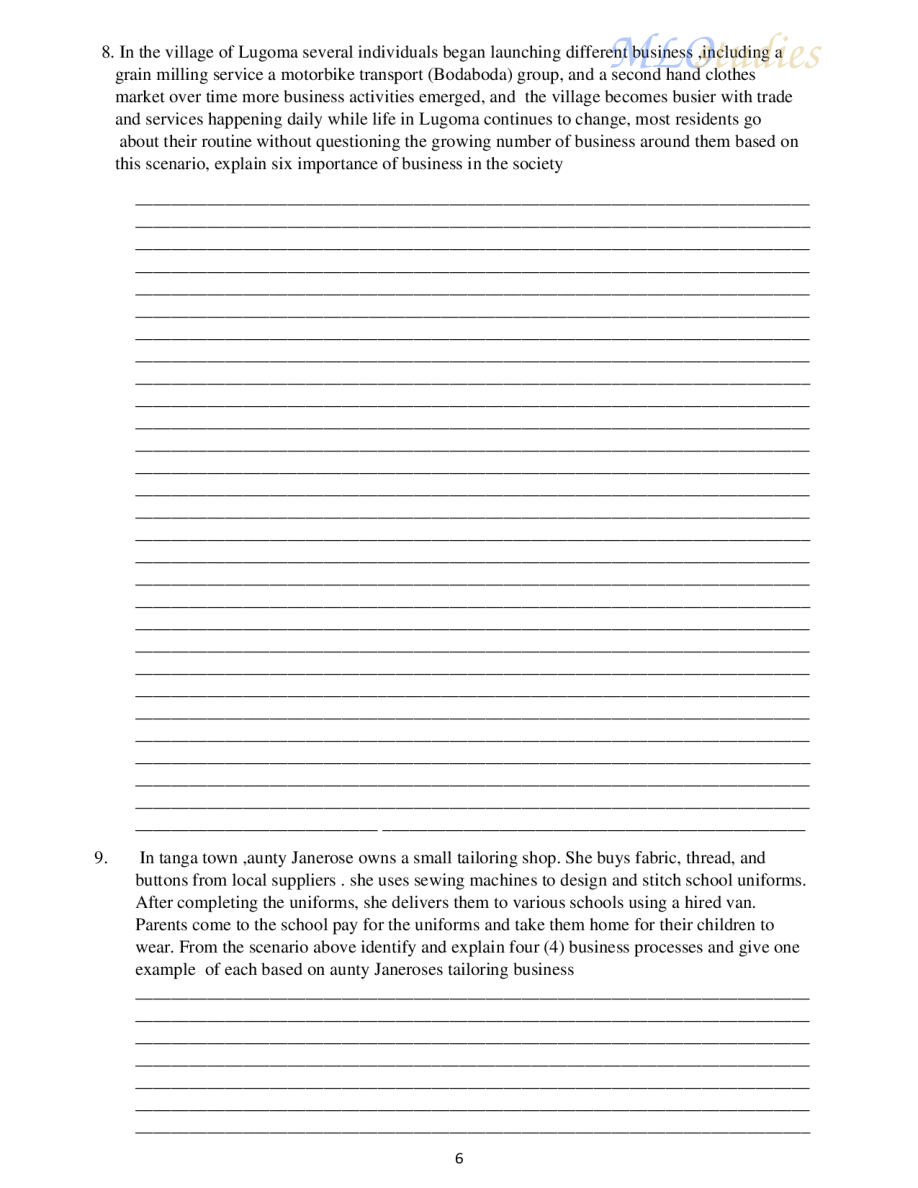 MLOtudies
8. In the village of Lugoma several individuals began launching different business ,including a
grain milling service a motorbike transport (Bodaboda) group, and a second hand clothes
market over time more business activities emerged, and the village becomes busier with trade
and services happening daily while life in Lugoma continues to change, most residents go
about their routine without questioning the growing number of business around them based on
this scenario, explain six importance of business in the society
9. In tanga town ,aunty Janerose owns a small tailoring shop. She buys fabric, thread, and
buttons from local suppliers . she uses sewing machines to design and stitch school uniforms.
After completing the uniforms, she delivers them to various schools using a hired van.
Parents come to the school pay for the uniforms and take them home for their children to
wear. From the scenario above identify and explain four (4) business processes and give one
example of each based on aunty Janeroses tailoring business
6